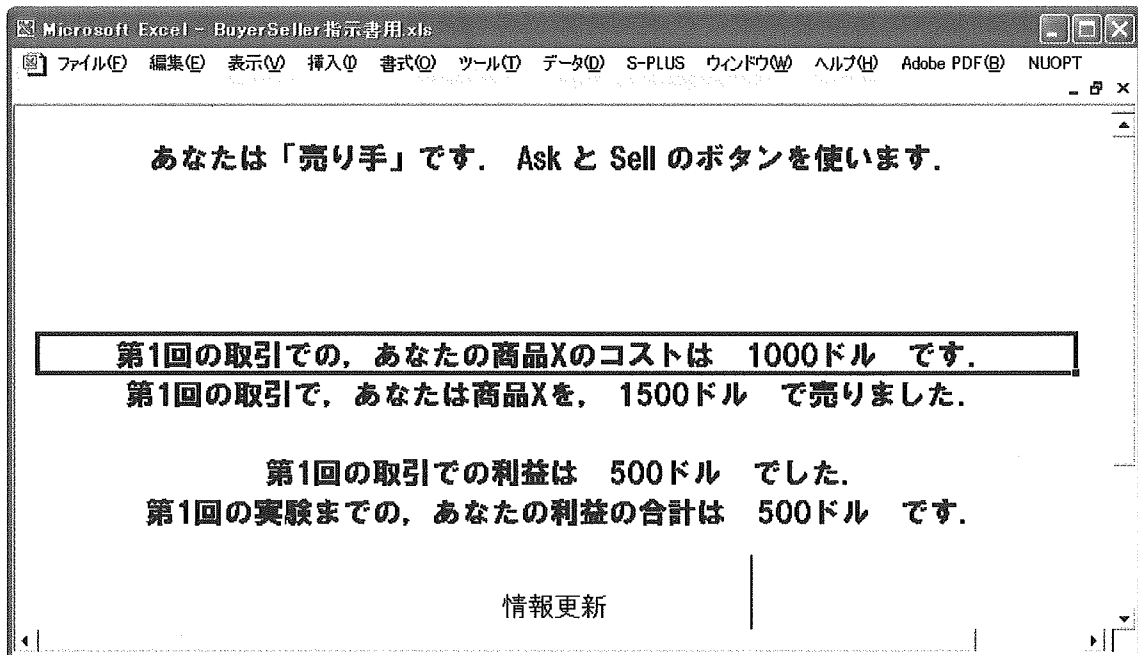 Microsoft Excel - BuyerSeller指示書用.xls
ファイル(F) 編集(E) 表示(V) 挿入(I) 書式(O) ツール(T) データ(D) S-PLUS ウィンドウ(W) ヘルプ(H) Adobe PDF(B) NUOPT
あなたは「売り手」です. Ask と Sell のボタンを使います.
第1回の取引での, あなたの商品Xのコストは 1000ドル です.
第1回の取引で, あなたは商品Xを, 1500ドル で売りました.
第1回の取引での利益は 500ドル でした.
第1回の実験までの, あなたの利益の合計は 500ドル です.
情報更新